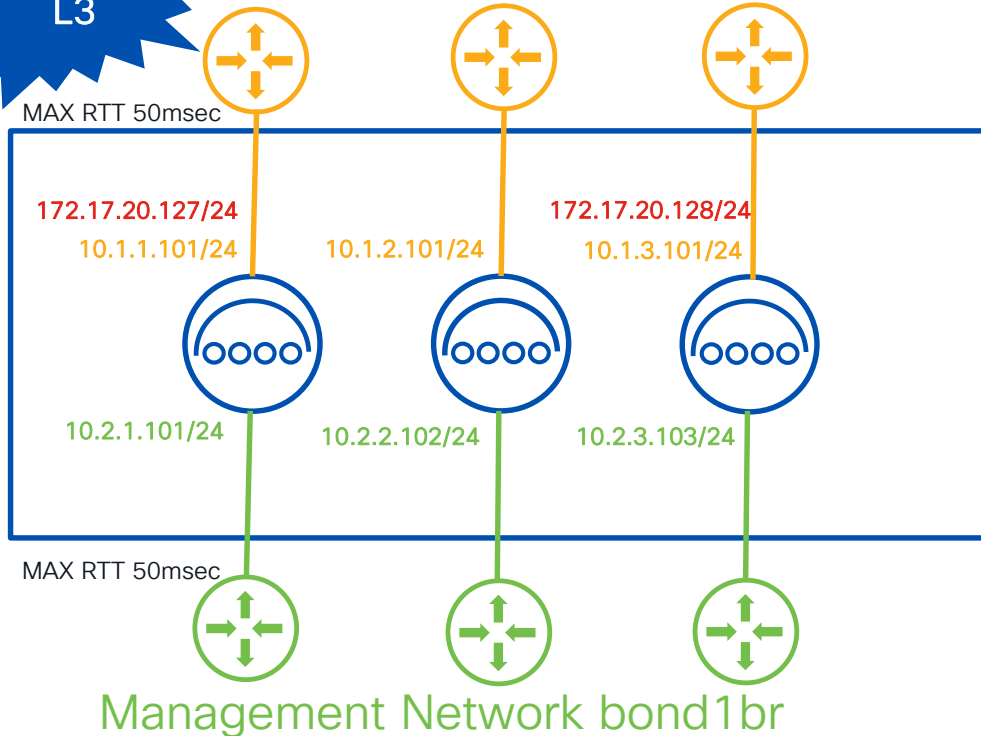 L3
MAX RTT 50msec
172.17.20.127/24
172.17.20.128/24
10.1.1.101/24
10.1.2.101/24
10.1.3.101/24
10.2.1.101/24
10.2.2.102/24
10.2.3.103/24
MAX RTT 50msec
Management Network bond1br